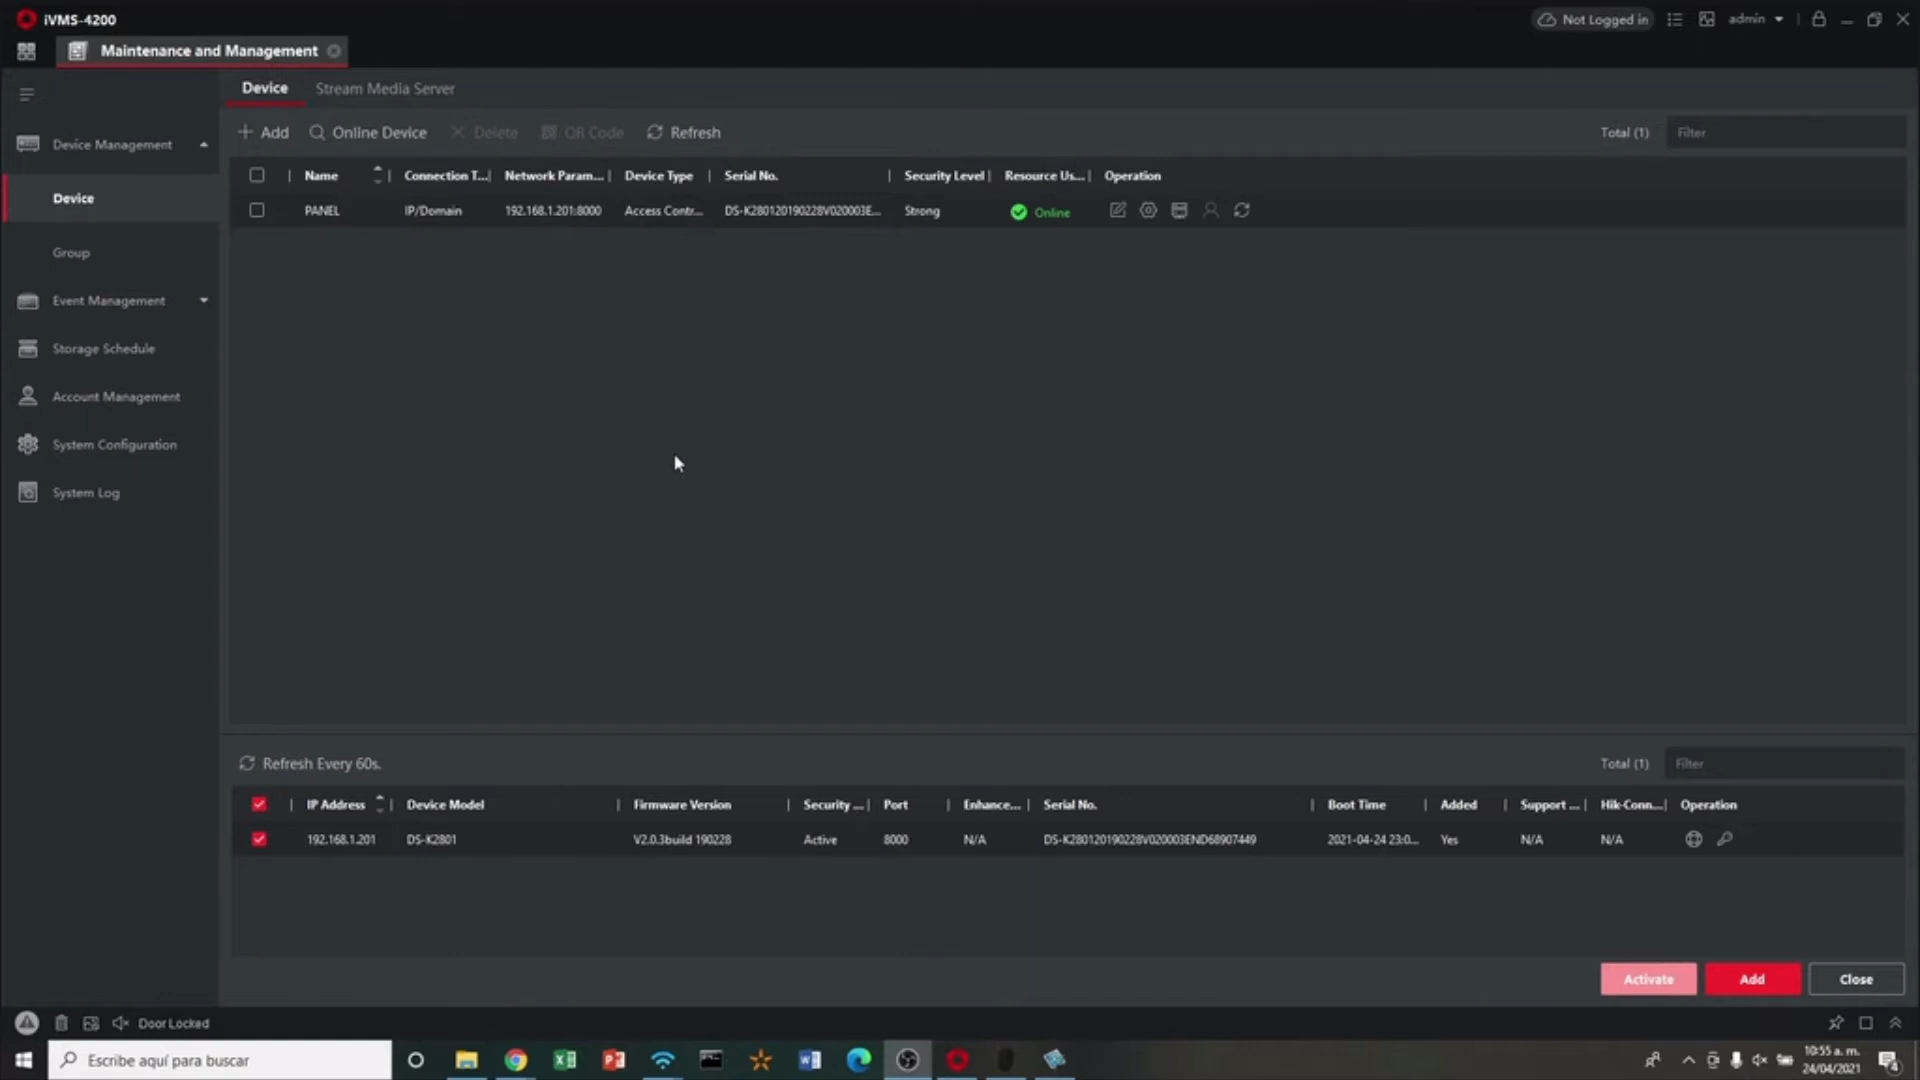 iVMS-4200
Not Logged in
admin
Maintenance and Management
Device
Stream Media Server
Add
Online Device
Delete
QR Code
Refresh
Total (1)
Filter
Name
Connection T...
Network Param...
Device Type
Serial No.
Security Level
Resource Us...
Operation
PANEL
IP/Domain
192.168.1.201:8000
Access Contr...
DS-K280120190228V020003E...
Strong
Online
Device Management
Device
Group
Event Management
Storage Schedule
Account Management
System Configuration
System Log
Refresh Every 60s.
Total (1)
Filter
IP Address
Device Model
Firmware Version
Security ...
Port
Enhance...
Serial No.
Boot Time
Added
Support ...
Hik-Conn...
Operation
192.168.1.201
DS-K2801
V2.0.3build 190228
Active
8000
N/A
DS-K280120190228V020003END68907449
2021-04-24 23:0...
Yes
N/A
N/A
Activate
Add
Close
Door Locked
Escribe aquí para buscar
10:55 a. m.
24/04/2021
4